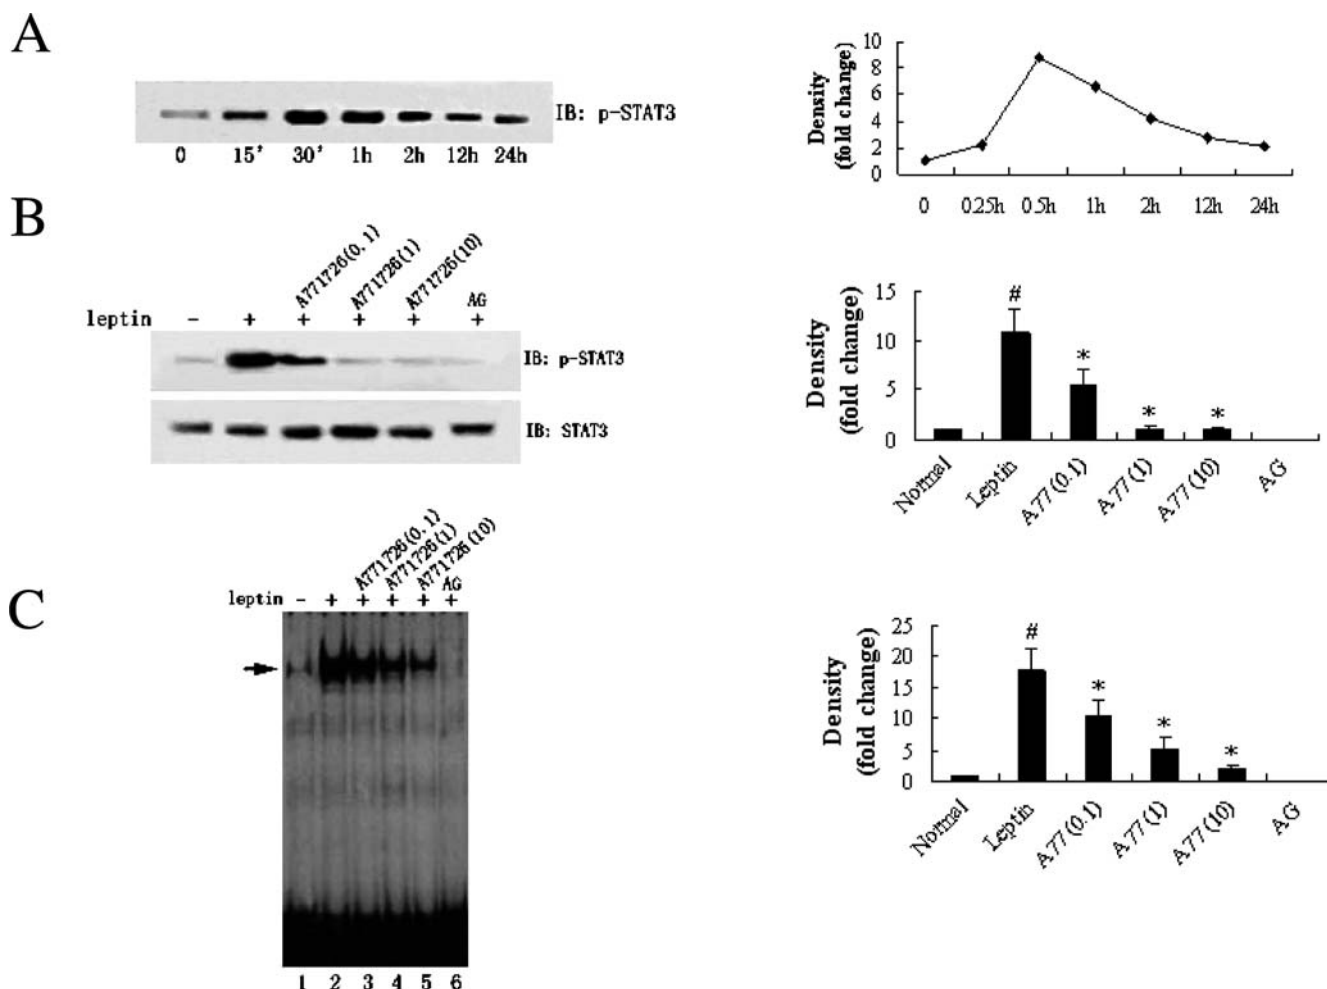 A
IB: p-STAT3
0 15' 30' 1h 2h 12h 24h
Density
(fold change)
10
8
6
4
2
0
0 0.25h 0.5h 1h 2h 12h 24h
B
A771726(0,1) A771726(1) A771726(10) AG
leptin - + + + + +
IB: p-STAT3
IB: STAT3
Density
(fold change)
15
10
5
0
# * * *
Normal Leptin A77(0.1) A77(1) A77(10) AG
C
A771726(0,1) A771726(1) A771726(10) AG
leptin - + + + + +
1 2 3 4 5 6
Density
(fold change)
25
20
15
10
5
0
# * * *
Normal Leptin A77(0.1) A77(1) A77(10) AG